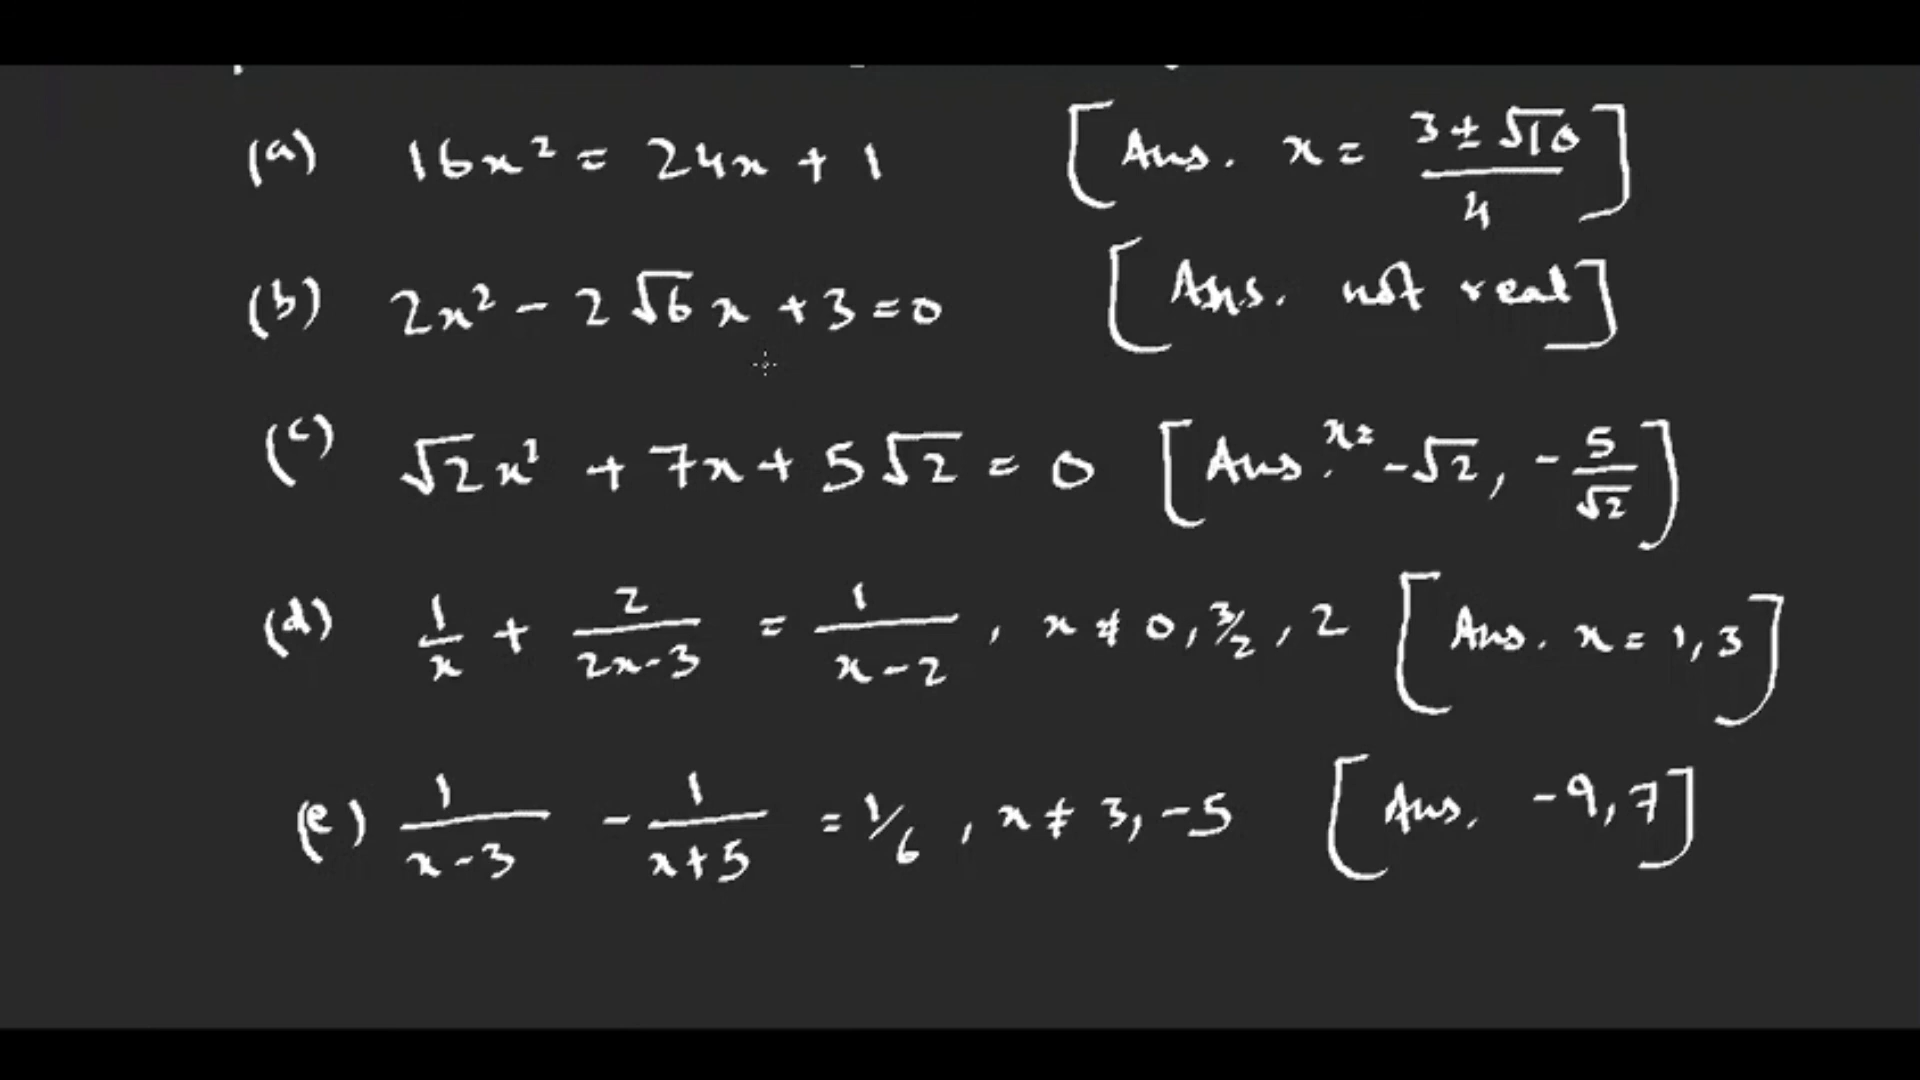 (a) 16x² = 24x + 1 [Ans. x = (3 ± √10)/4]
(b) 2x² - 2√6x + 3 = 0 [Ans. not real]
(c) √2x² + 7x + 5√2 = 0 [Ans. x = -√2, -5/√2]
(d) 1/x + 2/(2x-3) = 1/(x-2), x ≠ 0, 3/2, 2 [Ans. x = 1, 3]
(e) 1/(x-3) - 1/(x+5) = 1/6, x ≠ 3, -5 [Ans. -9, 7]